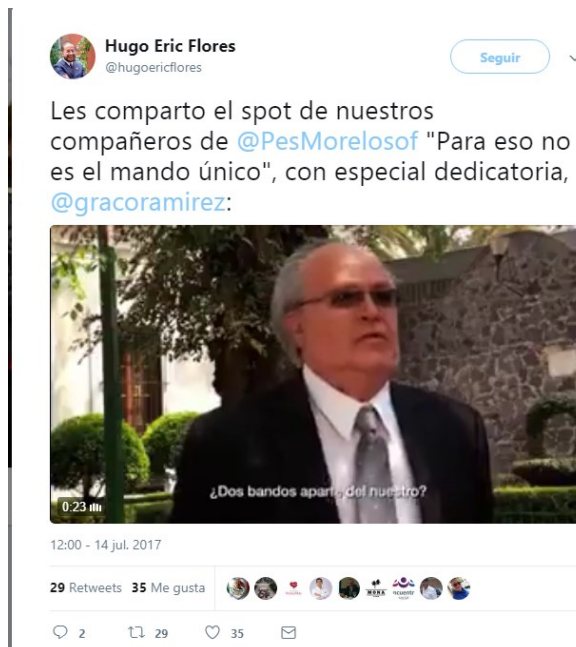 Hugo Eric Flores
@hugoericflores
Seguir
Les comparto el spot de nuestros
compañeros de @PesMorelosof "Para eso no
es el mando único", con especial dedicatoria,
@gracoramirez:
¿Dos bandos aparte del nuestro?
0:23
12:00 - 14 jul. 2017
29 Retweets 35 Me gusta
2 29 35